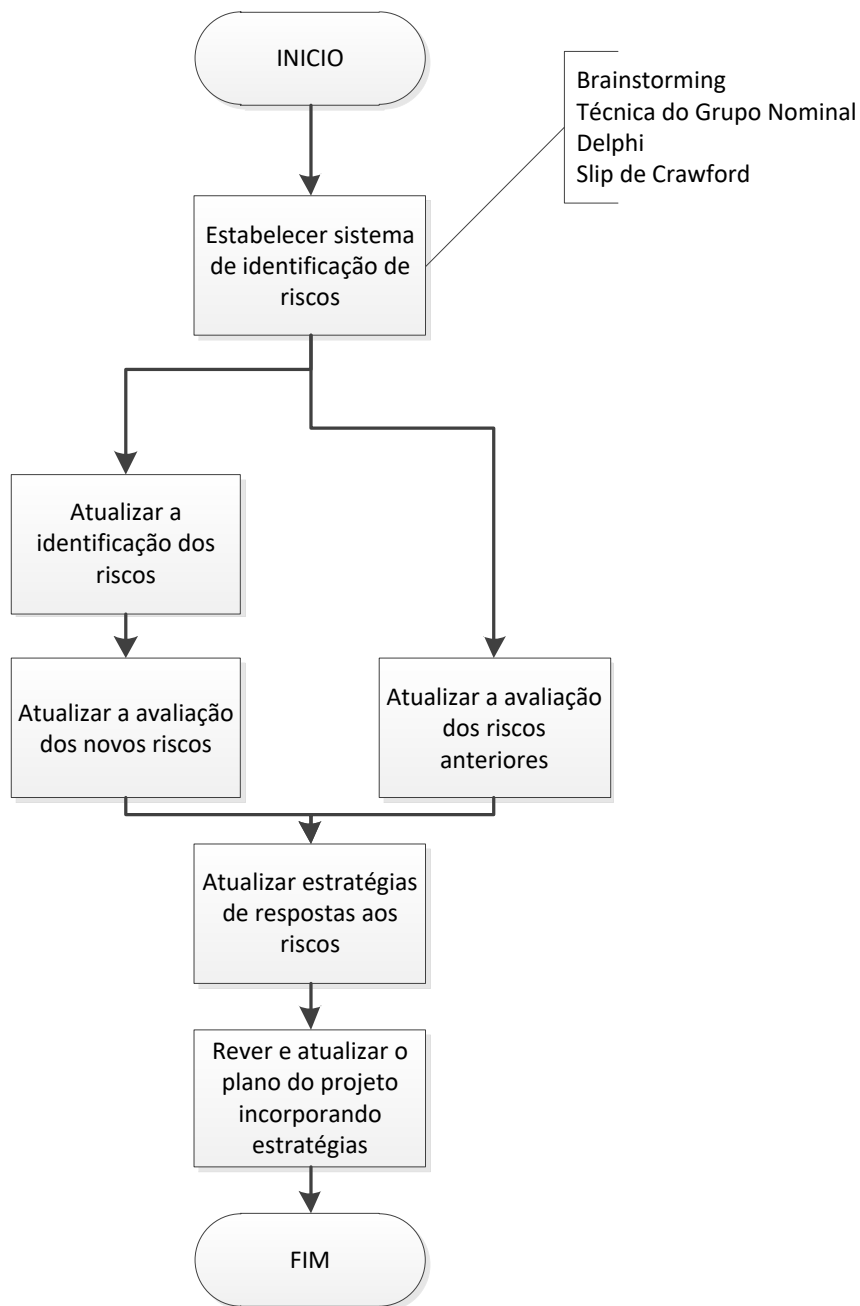 INICIO
Brainstorming
Técnica do Grupo Nominal
Delphi
Slip de Crawford
Estabelecer sistema
de identificação de
riscos
Atualizar a
identificação dos
riscos
Atualizar a avaliação
dos novos riscos
Atualizar a avaliação
dos riscos
anteriores
Atualizar estratégias
de respostas aos
riscos
Rever e atualizar o
plano do projeto
incorporando
estratégias
FIM